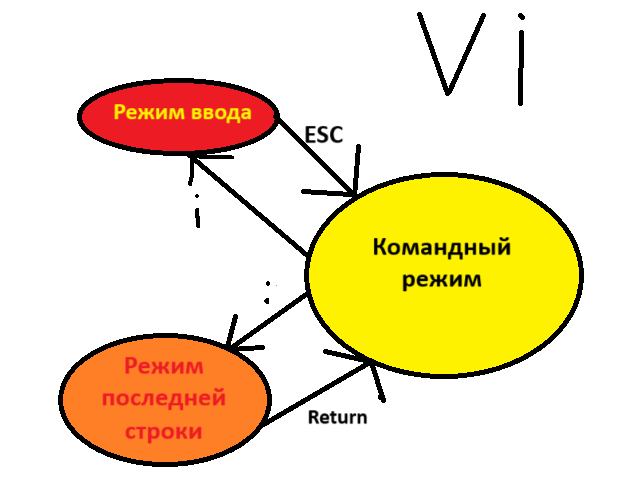 Vi
Режим ввода
ESC
i
Командный
режим
:
Режим
последней
строки
Return